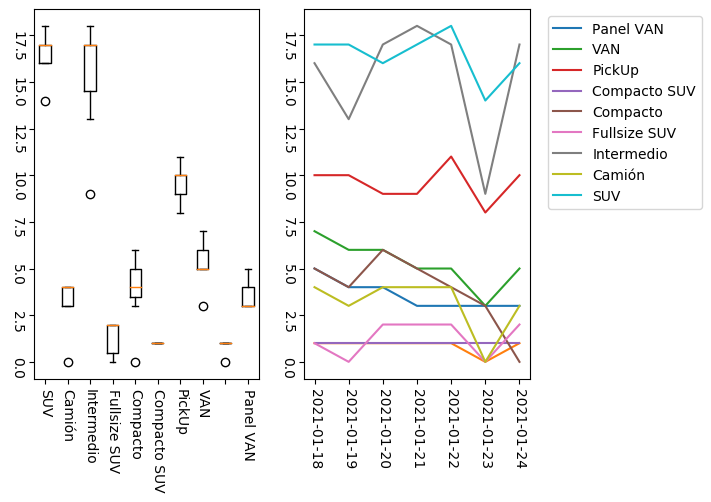 17.5
15.0
12.5
10.0
7.5
5.0
2.5
0.0
SUV
Camión
Intermedio
Fullsize SUV
Compacto
Compacto SUV
PickUp
VAN
Panel VAN
17.5
15.0
12.5
10.0
7.5
5.0
2.5
0.0
2021-01-18
2021-01-19
2021-01-20
2021-01-21
2021-01-22
2021-01-23
2021-01-24
Panel VAN
VAN
PickUp
Compacto SUV
Compacto
Fullsize SUV
Intermedio
Camión
SUV